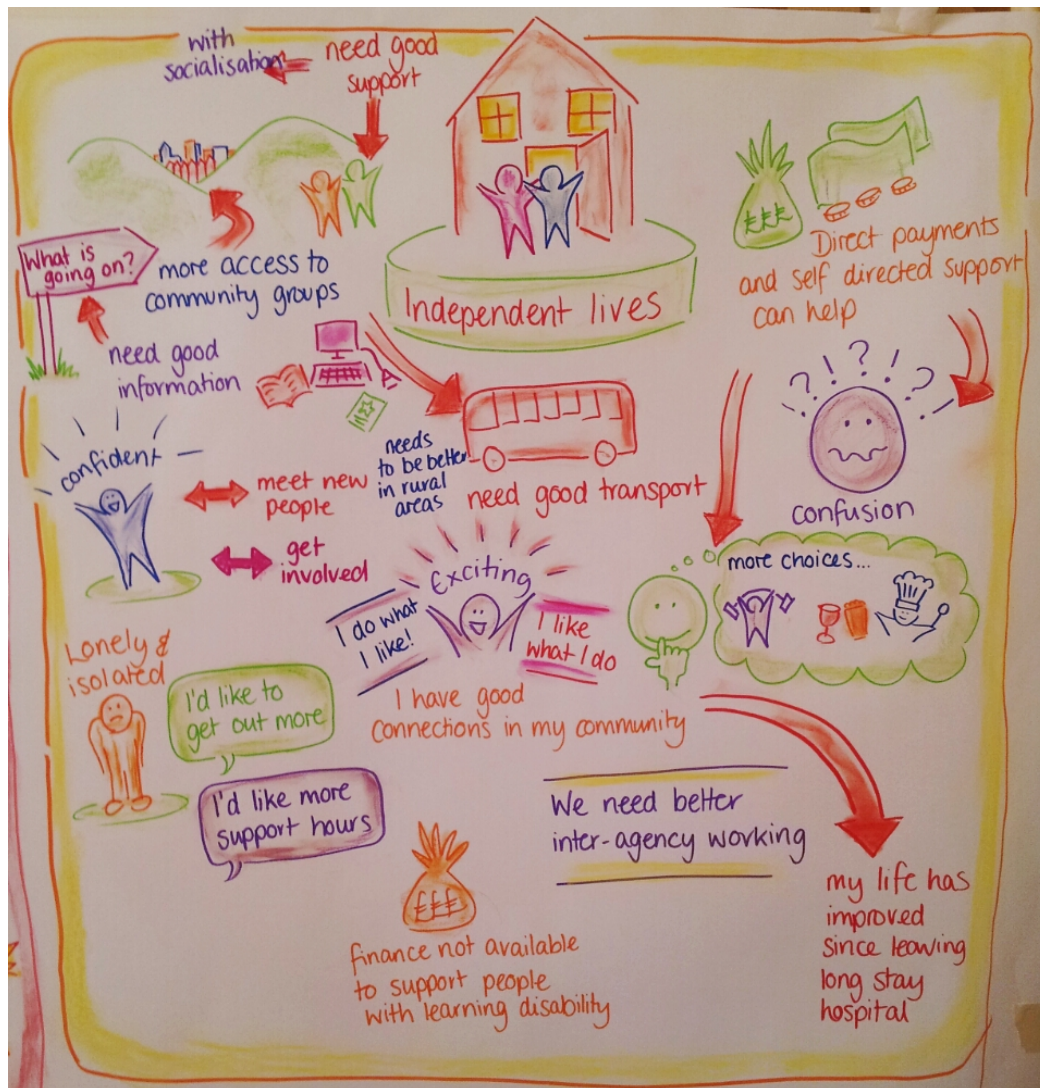 with
socialisation
need good
support
What is
going on?
more access to
community groups
need good
information
Independent lives
£££
Direct payments
and self directed support
can help
? ! ? ! ? !
confusion
needs
to be better
in rural
areas
need good transport
confident
meet new
people
get
involved
Exciting
I do what
I like!
I like
what I do
I have good
connections in my community
more choices...
Lonely &
isolated
I'd like to
get out more
I'd like more
support hours
We need better
inter-agency working
£££
finance not available
to support people
with learning disability
my life has
improved
since leaving
long stay
hospital